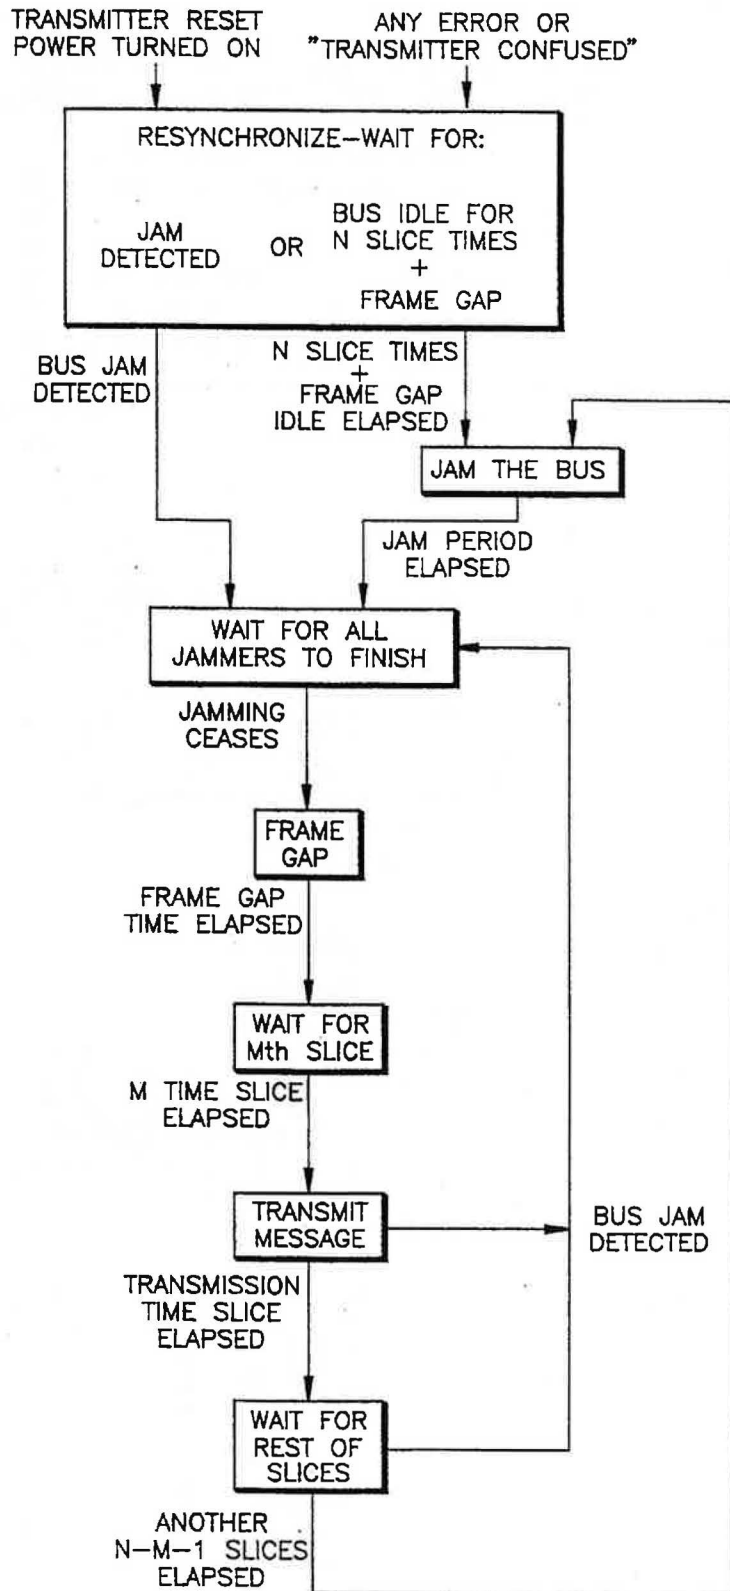 TRANSMITTER RESET
POWER TURNED ON
ANY ERROR OR
"TRANSMITTER CONFUSED"
RESYNCHRONIZE-WAIT FOR:
JAM
DETECTED
OR
BUS IDLE FOR
N SLICE TIMES
+
FRAME GAP
BUS JAM
DETECTED
N SLICE TIMES
+
FRAME GAP
IDLE ELAPSED
JAM THE BUS
JAM PERIOD
ELAPSED
WAIT FOR ALL
JAMMERS TO FINISH
JAMMING
CEASES
FRAME
GAP
FRAME GAP
TIME ELAPSED
WAIT FOR
Mth SLICE
M TIME SLICE
ELAPSED
TRANSMIT
MESSAGE
BUS JAM
DETECTED
TRANSMISSION
TIME SLICE
ELAPSED
WAIT FOR
REST OF
SLICES
ANOTHER
N-M-1 SLICES
ELAPSED